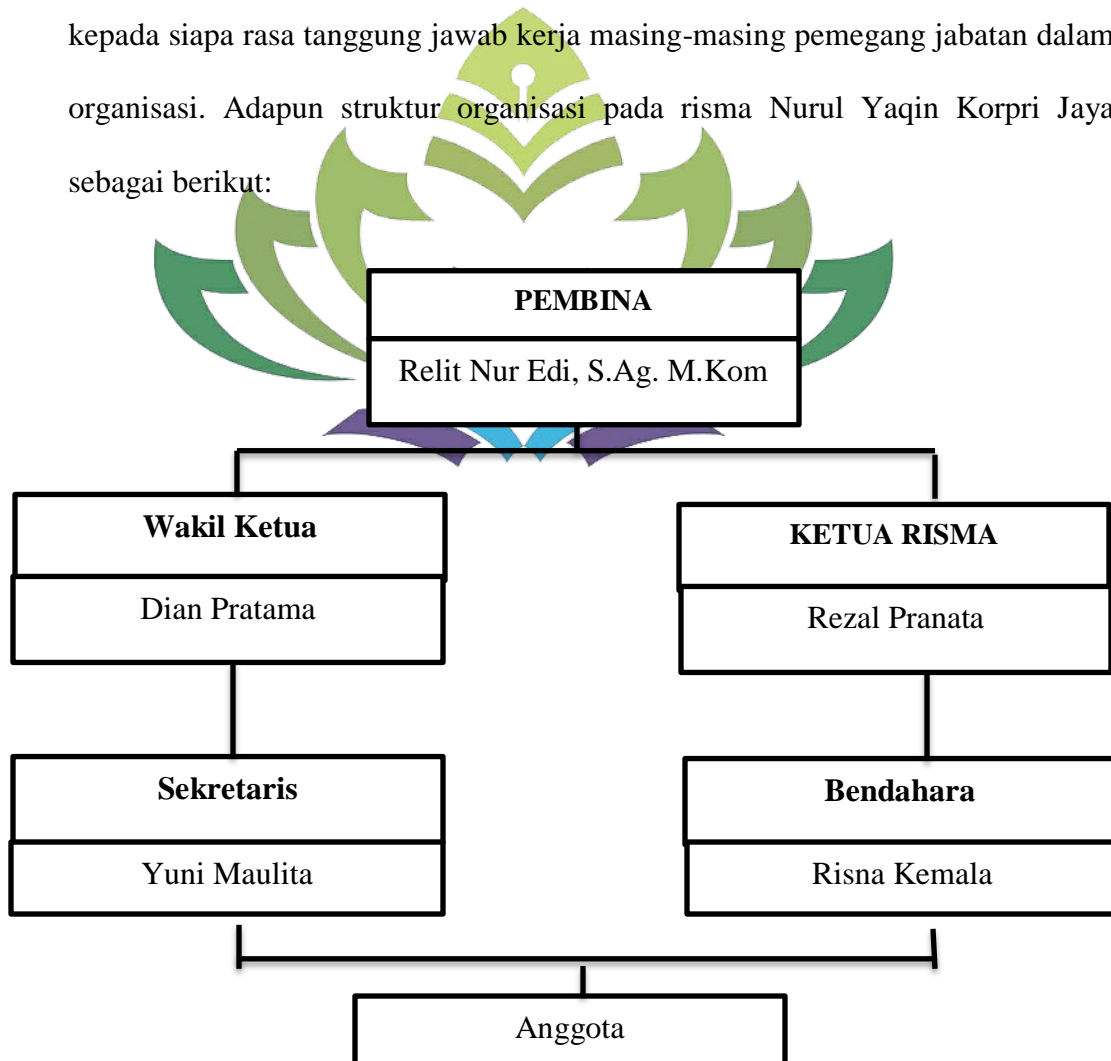 kepada siapa rasa tanggung jawab kerja masing-masing pemegang jabatan dalam
organisasi. Adapun struktur organisasi pada risma Nurul Yaqin Korpri Jaya
sebagai berikut:
PEMBINA
Relit Nur Edi, S.Ag. M.Kom
Wakil Ketua
Dian Pratama
KETUA RISMA
Rezal Pranata
Sekretaris
Yuni Maulita
Bendahara
Risna Kemala
Anggota